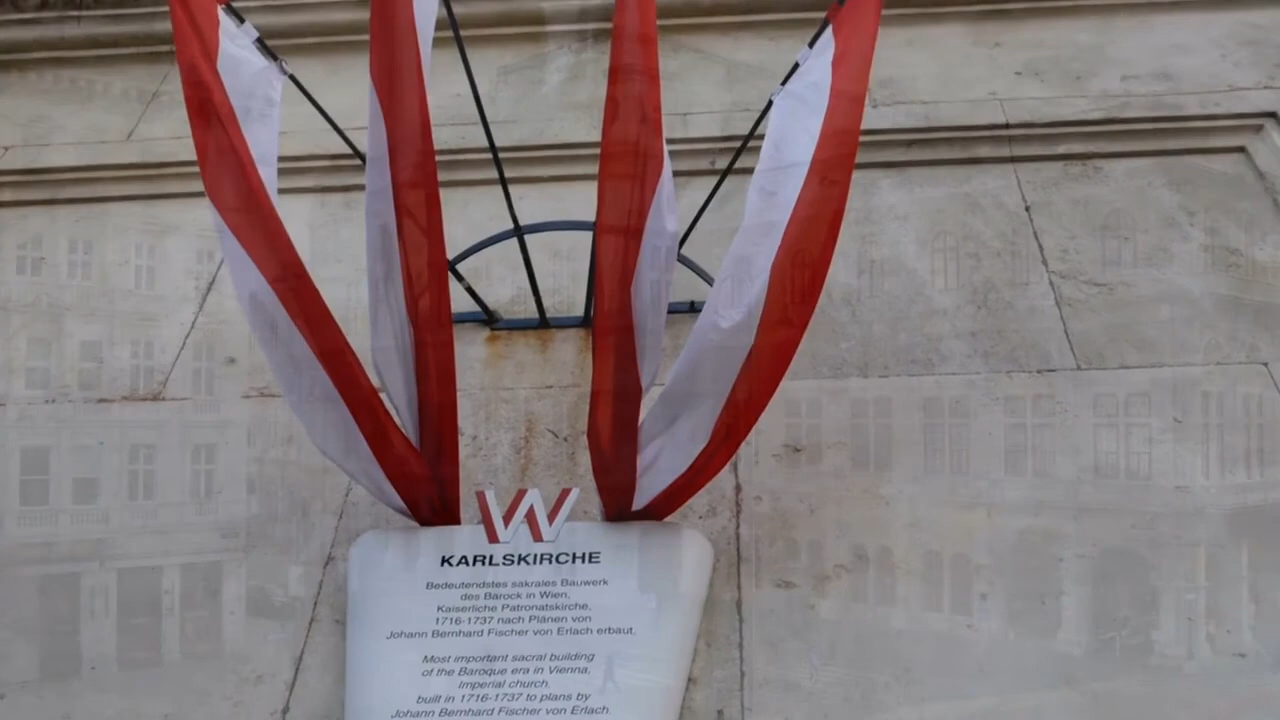 W
KARLSKIRCHE
Bedeutendstes sakrales Bauwerk
des Barock in Wien,
Kaiserliche Patronatskirche,
1716-1737 nach Plänen von
Johann Bernhard Fischer von Erlach erbaut.
Most important sacral building
of the Baroque era in Vienna,
Imperial church,
built in 1716-1737 to plans by
Johann Bernhard Fischer von Erlach.